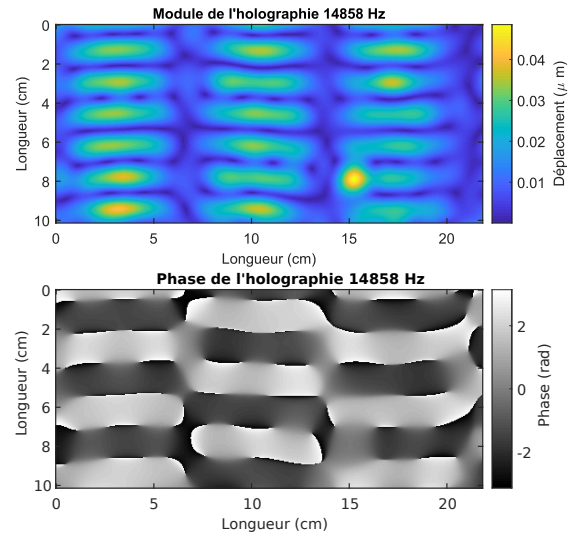 Module de l'holographie 14858 Hz
0
2
4
6
8
10
Longueur (cm)
0 5 10 15 20
Longueur (cm)
0.04
0.03
0.02
0.01
Déplacement (μ m)
Phase de l'holographie 14858 Hz
0
2
4
6
8
10
Longueur (cm)
0 5 10 15 20
Longueur (cm)
2
0
-2
Phase (rad)